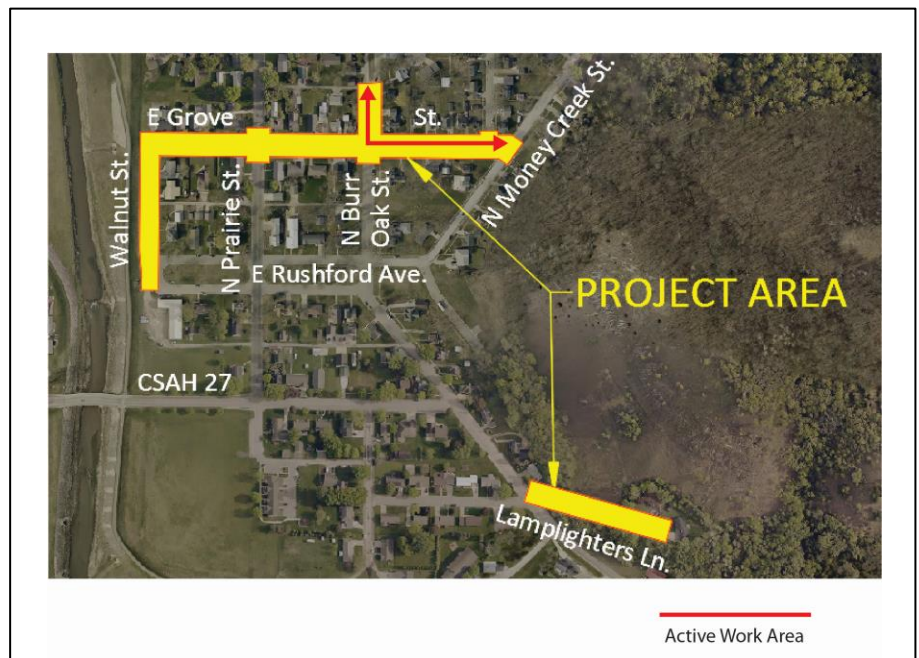 E Grove St.
N Money Creek St.
Walnut St.
N Prairie St.
N Burr
Oak St.
E Rushford Ave.
PROJECT AREA
CSAH 27
Lamplighters Ln.
Active Work Area